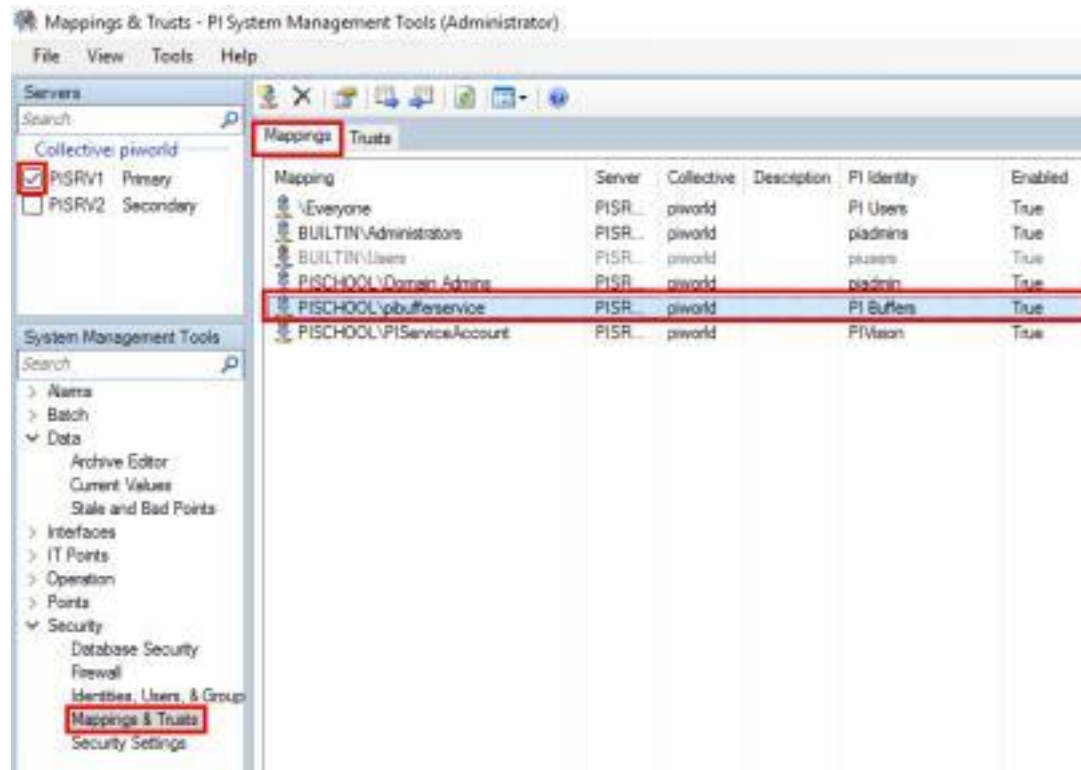 Mappings & Trusts - PI System Management Tools (Administrator)
File View Tools Help
Servers
Search
Collective: piworld
PISRV1 Primary
PISRV2 Secondary
System Management Tools
Search
Alarms
Batch
Data
Archive Editor
Current Values
Stale and Bad Points
Interfaces
IT Points
Operation
Points
Security
Database Security
Firewall
Identities, Users, & Group
Mappings & Trusts
Security Settings
Mappings Trusts
Mapping Server Collective Description PI Identity Enabled
\Everyone PISR... piworld PI Users True
BUILTIN\Administrators PISR... piworld piadmins True
BUILTIN\Users PISR... piworld piusers True
PISCHOOL\Domain Admins PISR... piworld piadmin True
PISCHOOL\pibufferservice PISR... piworld PI Buffers True
PISCHOOL\PIServiceAccount PISR... piworld PIVision True